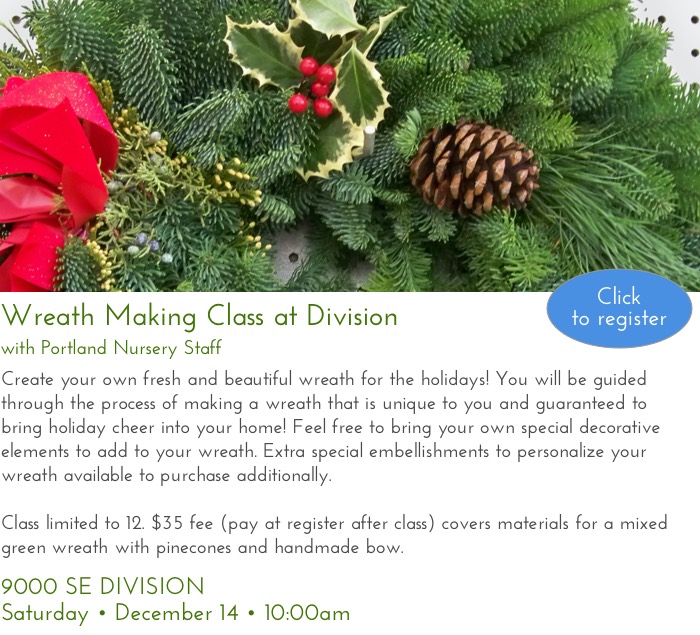 Click
to register
Wreath Making Class at Division
with Portland Nursery Staff
Create your own fresh and beautiful wreath for the holidays! You will be guided
through the process of making a wreath that is unique to you and guaranteed to
bring holiday cheer into your home! Feel free to bring your own special decorative
elements to add to your wreath. Extra special embellishments to personalize your
wreath available to purchase additionally.
Class limited to 12. $35 fee (pay at register after class) covers materials for a mixed
green wreath with pinecones and handmade bow.
9000 SE DIVISION
Saturday • December 14 • 10:00am